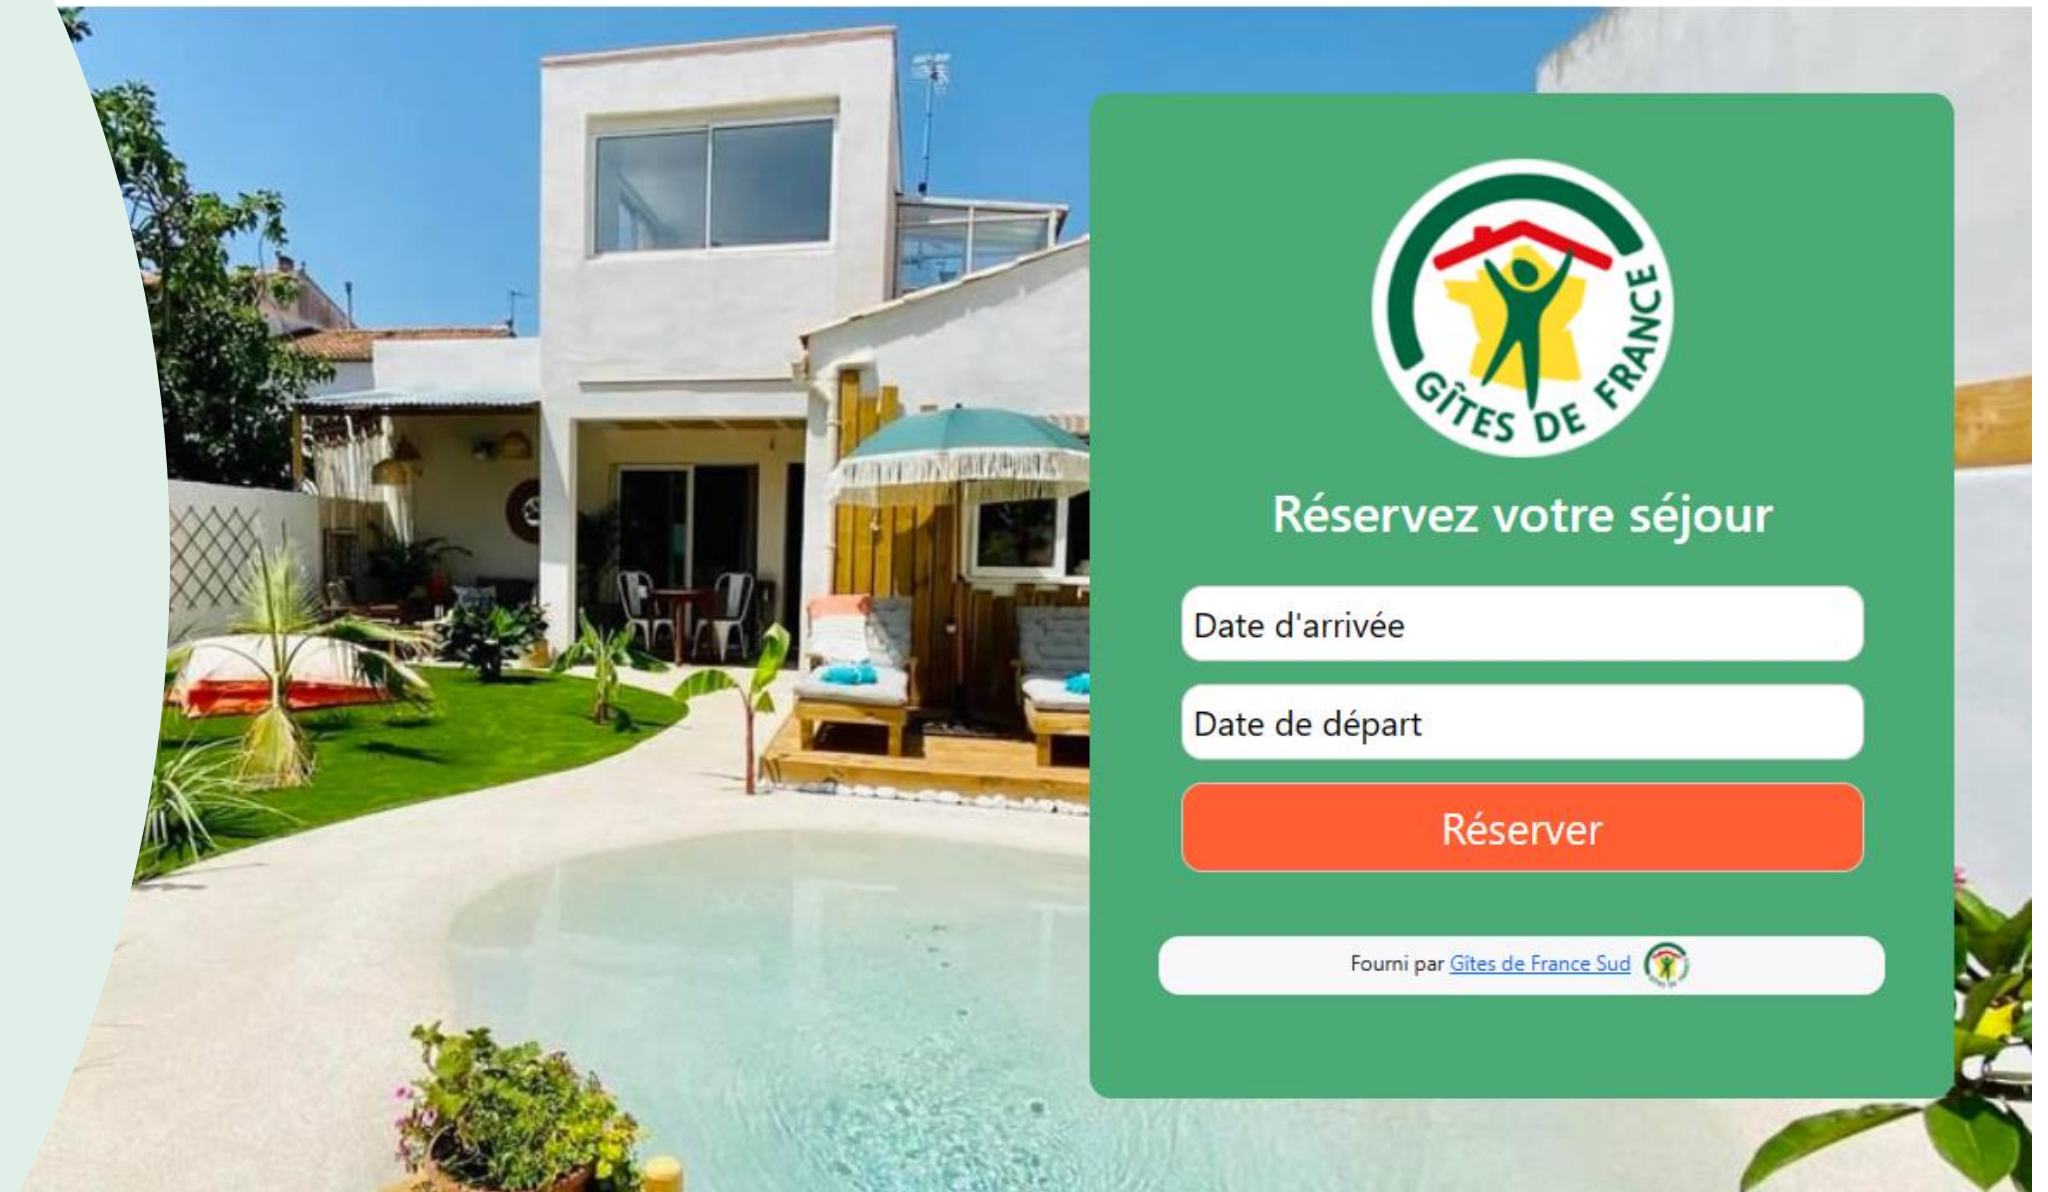 GÎTES DE FRANCE
Réservez votre séjour
Date d'arrivée
Date de départ
Réserver
Fourni par Gîtes de France Sud